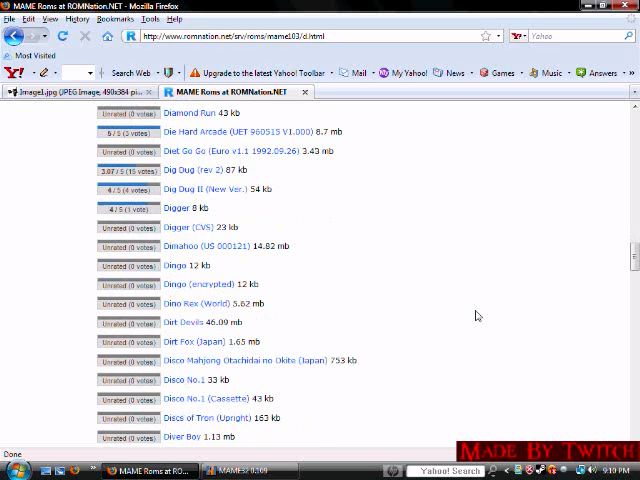 MAME Roms at ROMNation.NET - Mozilla Firefox
File Edit View History Bookmarks Tools Help
http://www.romnation.net/srv/roms/mame103/d.html
Yahoo
Most Visited
Y! Search Web Upgrade to the latest Yahoo! Toolbar Mail My Yahoo! News Games Music Answers
Image1.jpg (JPEG Image, 490x384 pi... MAME Roms at ROMNation.NET
Unrated (0 votes) Diamond Run 43 kb
5 / 5 (3 votes) Die Hard Arcade (UET 960515 V1.000) 8.7 mb
Unrated (0 votes) Diet Go Go (Euro v1.1 1992.09.26) 3.43 mb
3.07 / 5 (15 votes) Dig Dug (rev 2) 87 kb
4 / 5 (4 votes) Dig Dug II (New Ver.) 54 kb
4 / 5 (1 vote) Digger 8 kb
Unrated (0 votes) Digger (CVS) 23 kb
Unrated (0 votes) Dimahoo (US 000121) 14.82 mb
Unrated (0 votes) Dingo 12 kb
Unrated (0 votes) Dingo (encrypted) 12 kb
Unrated (0 votes) Dino Rex (World) 5.62 mb
Unrated (0 votes) Dirt Devils 46.09 mb
Unrated (0 votes) Dirt Fox (Japan) 1.65 mb
Unrated (0 votes) Disco Mahjong Otachidai no Okite (Japan) 753 kb
Unrated (0 votes) Disco No.1 33 kb
Unrated (0 votes) Disco No.1 (Cassette) 43 kb
Unrated (0 votes) Discs of Tron (Upright) 163 kb
Unrated (0 votes) Diver Boy 1.13 mb
Done
Made By Twitch
MAME Roms at RO... MAME32 0.109 Yahoo! Search 9:10 PM